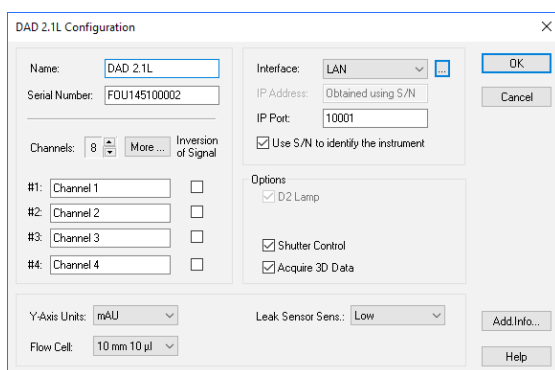 DAD 2.1L Configuration
Name: DAD 2.1L
Serial Number: FOU145100002
Channels: 8 More ... Inversion of Signal
#1: Channel 1
#2: Channel 2
#3: Channel 3
#4: Channel 4
Interface: LAN ...
IP Address: Obtained using S/N
IP Port: 10001
Use S/N to identify the instrument
Options
D2 Lamp
Shutter Control
Acquire 3D Data
Y-Axis Units: mAU
Flow Cell: 10 mm 10 µl
Leak Sensor Sens.: Low
OK
Cancel
Add.Info...
Help